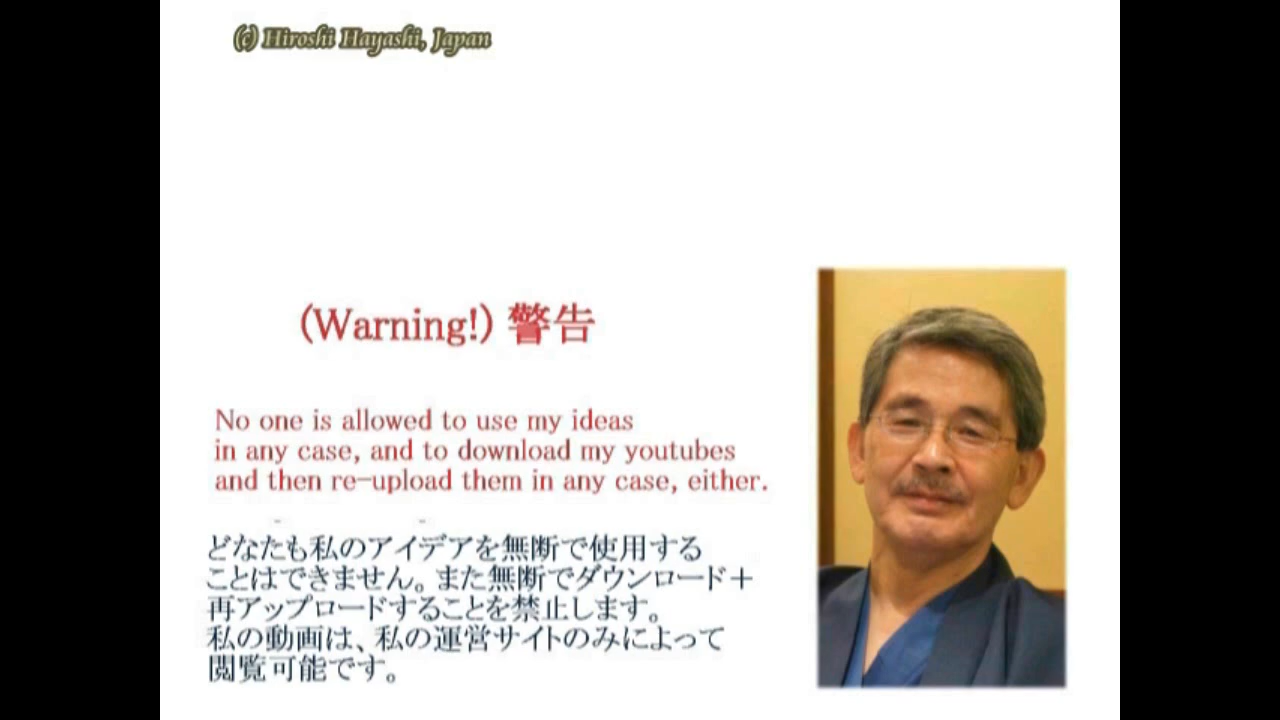 (c) Hiroshi Hayashi, Japan
(Warning!) 警告
No one is allowed to use my ideas
in any case, and to download my youtubes
and then re-upload them in any case, either.
どなたも私のアイデアを無断で使用する
ことはできません。また無断でダウンロード＋
再アップロードすることを禁止します。
私の動画は、私の運営サイトのみによって
閲覧可能です。